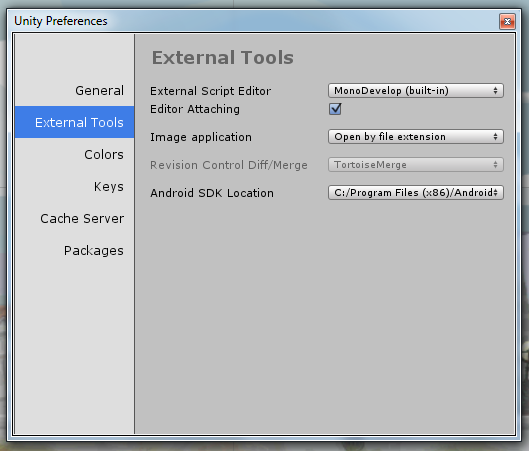 Unity Preferences
General
External Tools
Colors
Keys
Cache Server
Packages
External Tools
External Script Editor MonoDevelop (built-in)
Editor Attaching
Image application Open by file extension
Revision Control Diff/Merge TortoiseMerge
Android SDK Location C:/Program Files (x86)/Android